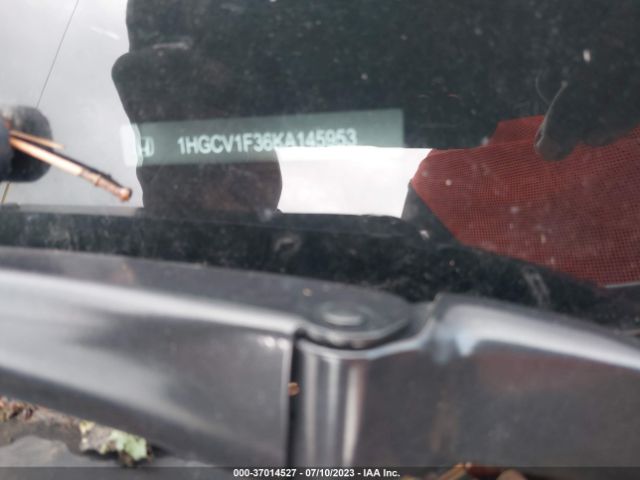 1HGCV1F36KA145953
000-37014527 - 07/10/2023 - IAA Inc.